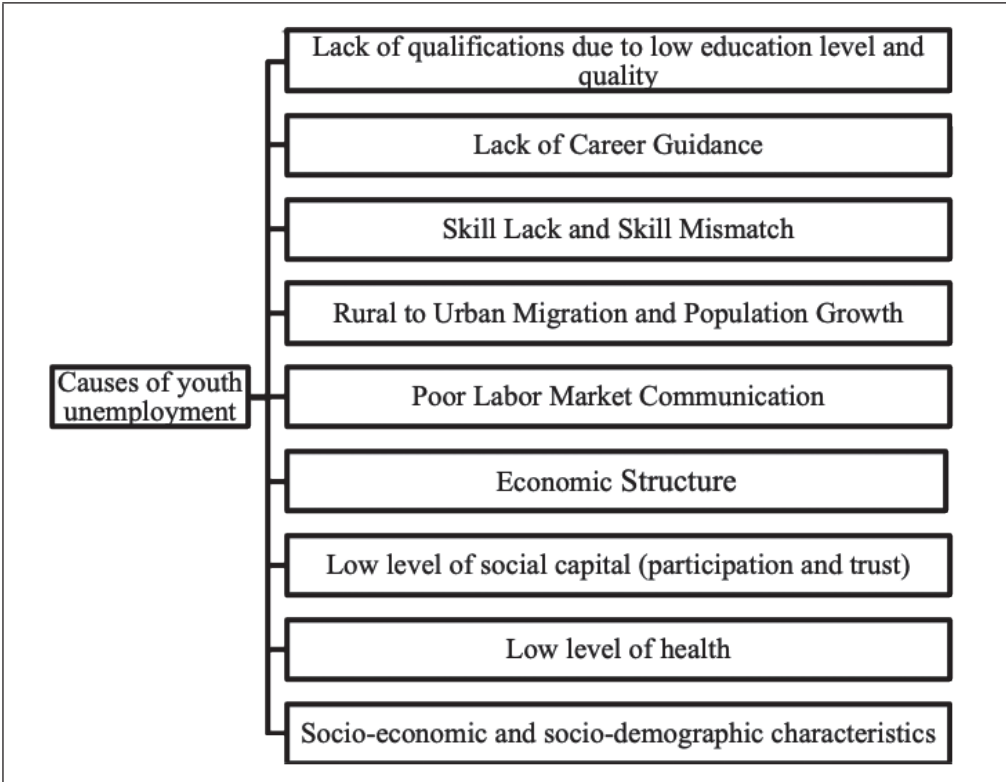 Lack of qualifications due to low education level and
quality
Lack of Career Guidance
Skill Lack and Skill Mismatch
Rural to Urban Migration and Population Growth
Causes of youth
unemployment
Poor Labor Market Communication
Economic Structure
Low level of social capital (participation and trust)
Low level of health
Socio-economic and socio-demographic characteristics